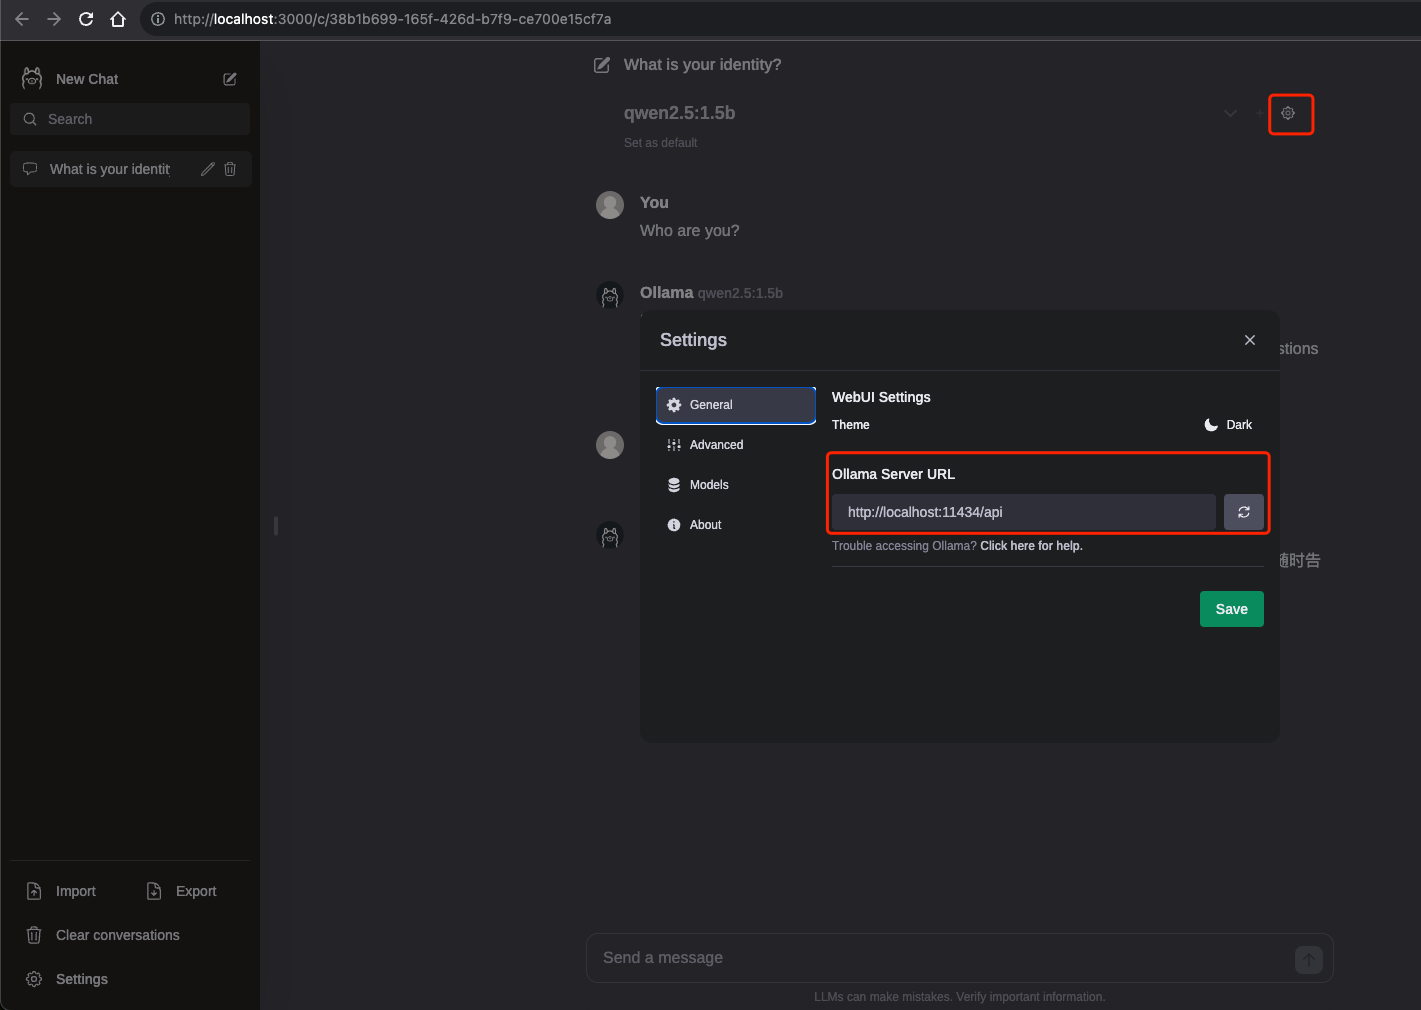 http://localhost:3000/c/38b1b699-165f-426d-b7f9-ce700e15cf7a
New Chat
Search
What is your identit
Import
Export
Clear conversations
Settings
What is your identity?
qwen2.5:1.5b
Set as default
You
Who are you?
Ollama qwen2.5:1.5b
stions
随时告
Settings
General
Advanced
Models
About
WebUI Settings
Theme
Dark
Ollama Server URL
http://localhost:11434/api
Trouble accessing Ollama? Click here for help.
Save
Send a message
LLMs can make mistakes. Verify important information.